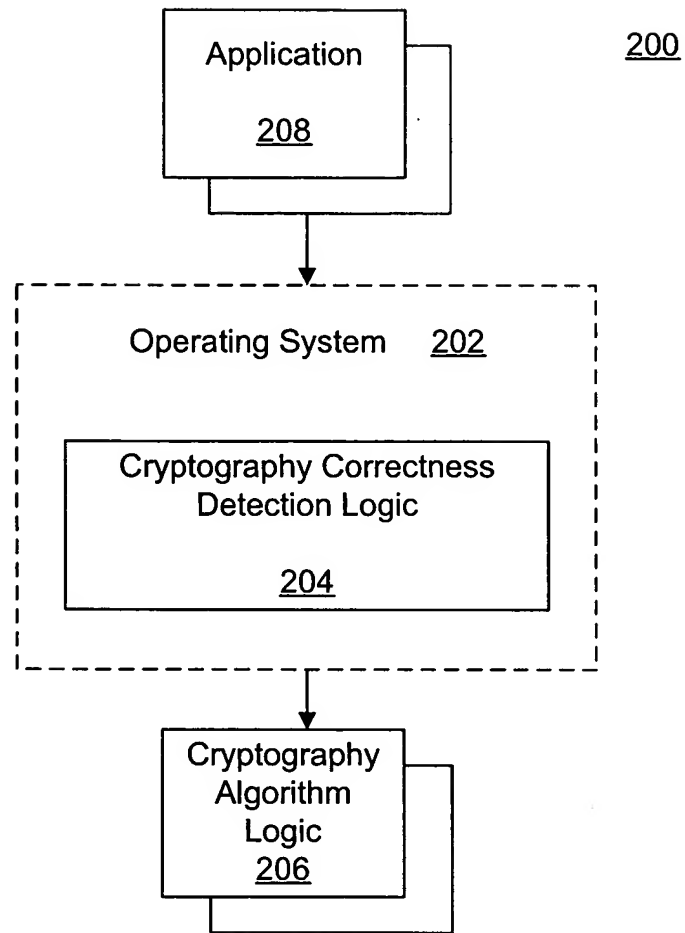 200
Application
208
Operating System 202
Cryptography Correctness
Detection Logic
204
Cryptography
Algorithm
Logic
206